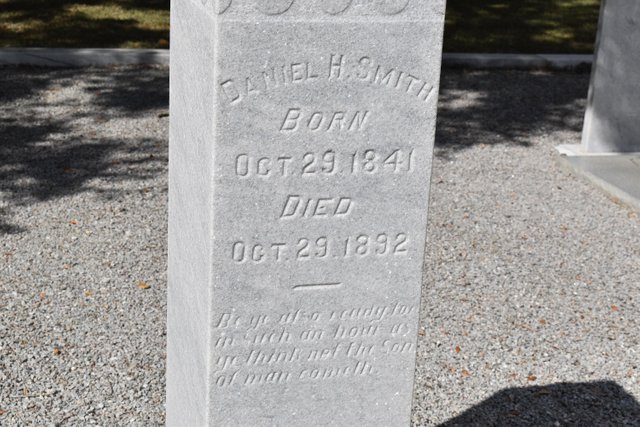 DANIEL H. SMITH
BORN
OCT. 29. 1841
DIED
OCT. 29. 1892
Be ye also ready for
in such an hour as
ye think not the Son
of man cometh.